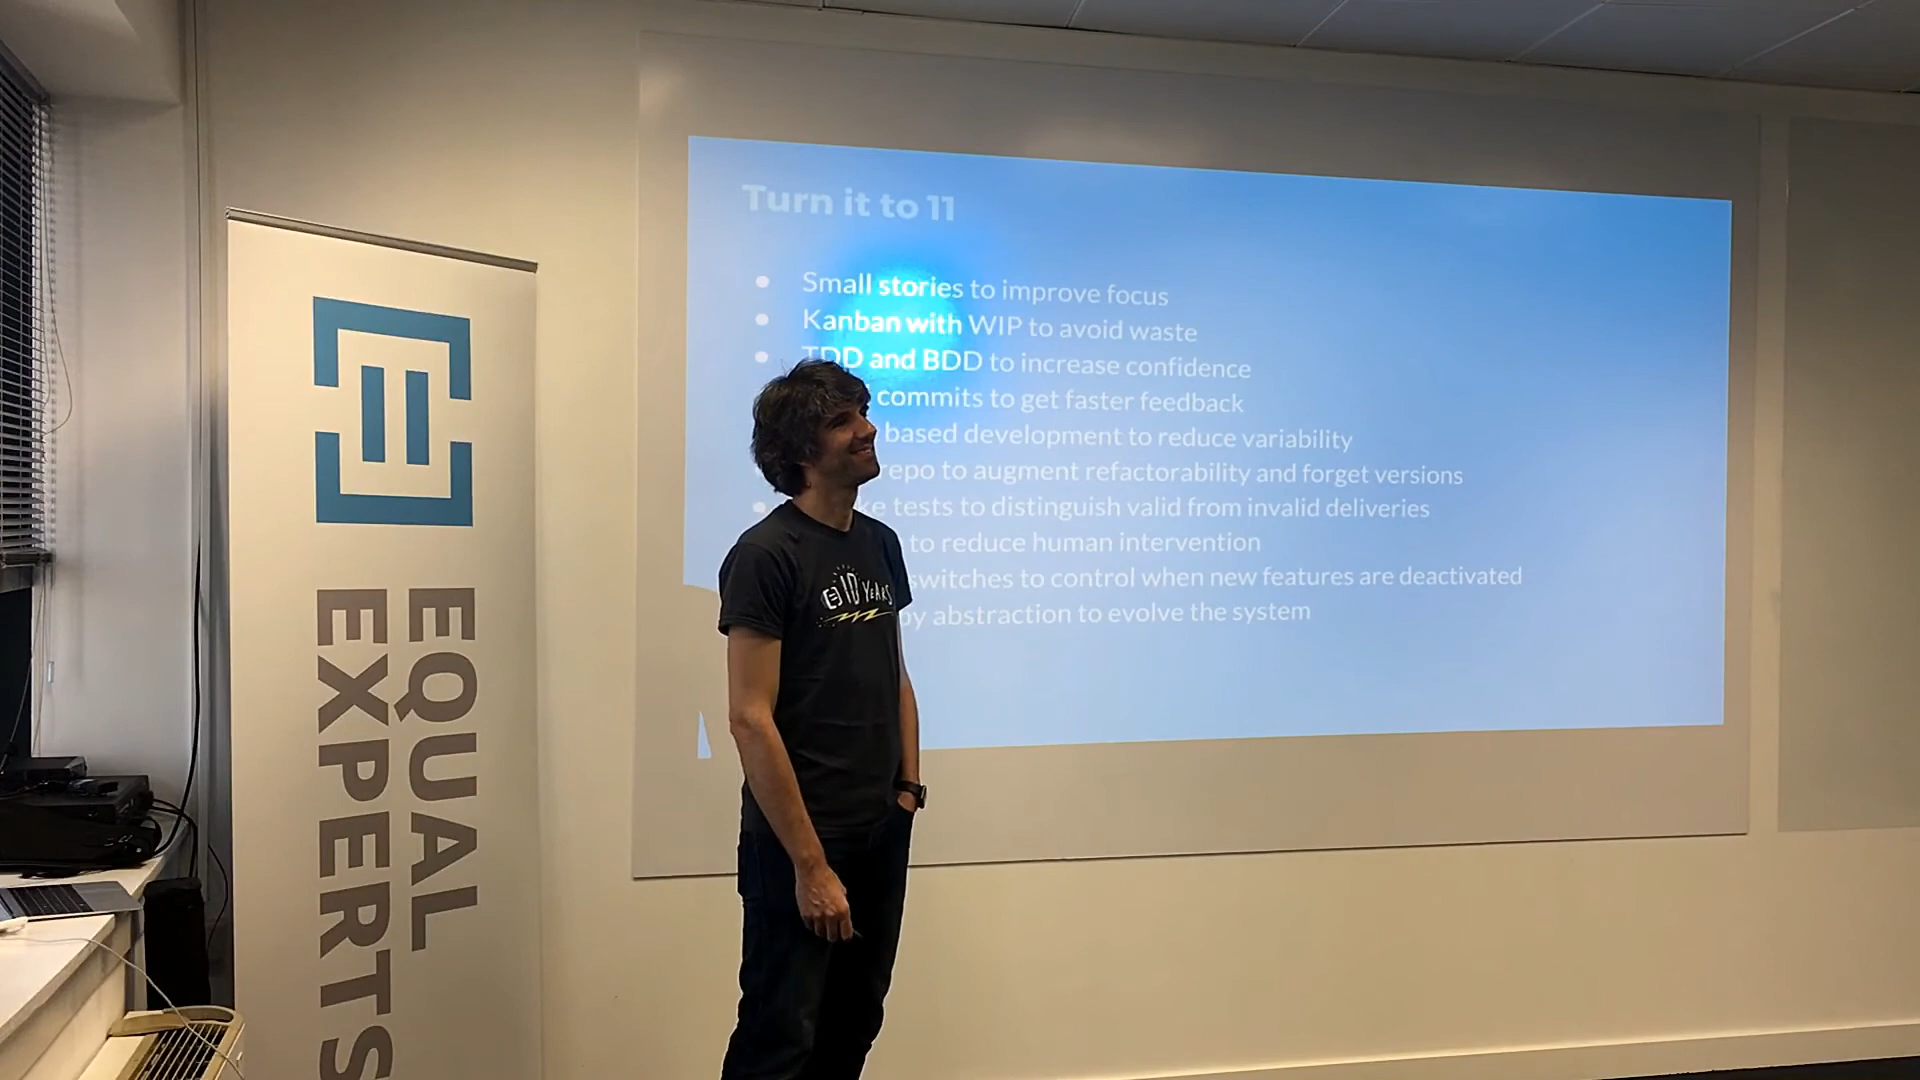 Turn it to 11
Small stories to improve focus
Kanban with WIP to avoid waste
TDD and BDD to increase confidence
commits to get faster feedback
based development to reduce variability
repo to augment refactorability and forget versions
tests to distinguish valid from invalid deliveries
to reduce human intervention
switches to control when new features are deactivated
by abstraction to evolve the system
10 YEARS
EQUAL
EXPERTS